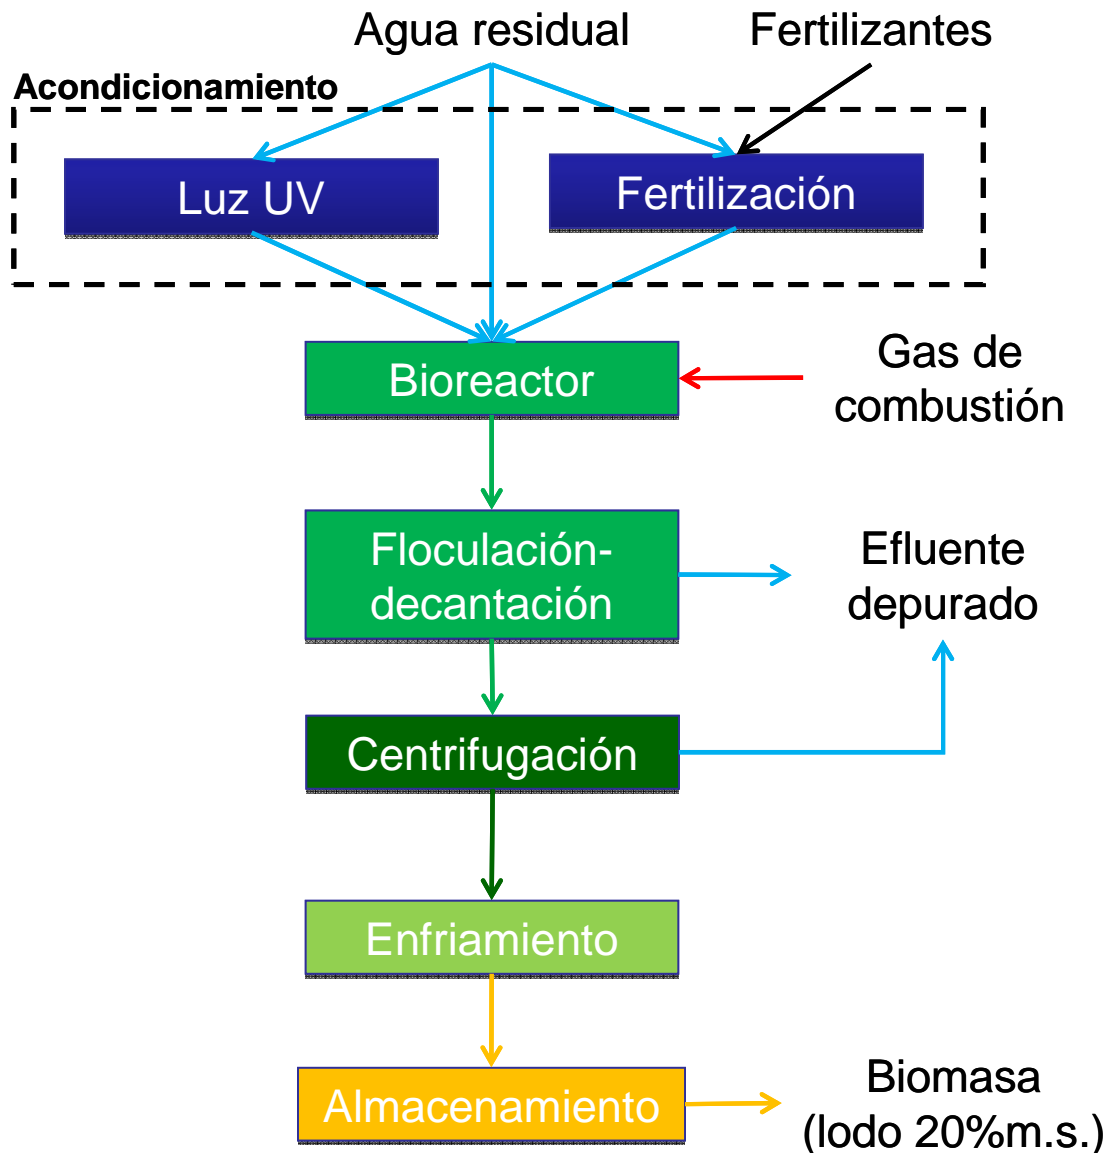 Agua residual
Fertilizantes
Acondicionamiento
Luz UV
Fertilización
Bioreactor
Gas de
combustión
Floculación-
decantación
Efluente
depurado
Centrifugación
Enfriamiento
Almacenamiento
Biomasa
(lodo 20%m.s.)